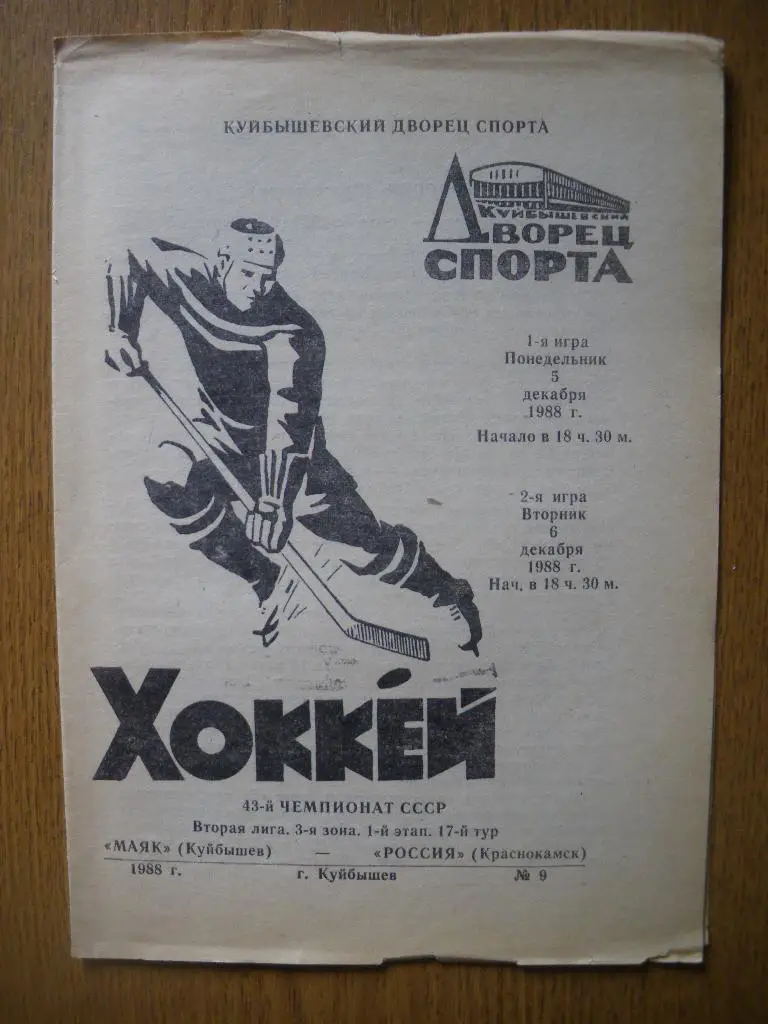 КУЙБЫШЕВСКИЙ ДВОРЕЦ СПОРТА
КУЙБЫШЕВСКИЙ
ДВОРЕЦ
СПОРТА
1-я игра
Понедельник
5
декабря
1988 г.
Начало в 18 ч. 30 м.
2-я игра
Вторник
6
декабря
1988 г.
Нач. в 18 ч. 30 м.
ХОККЕЙ
43-й ЧЕМПИОНАТ СССР
Вторая лига. 3-я зона. 1-й этап. 17-й тур
«МАЯК» (Куйбышев) — «РОССИЯ» (Краснокамск)
1988 г. г. Куйбышев № 9